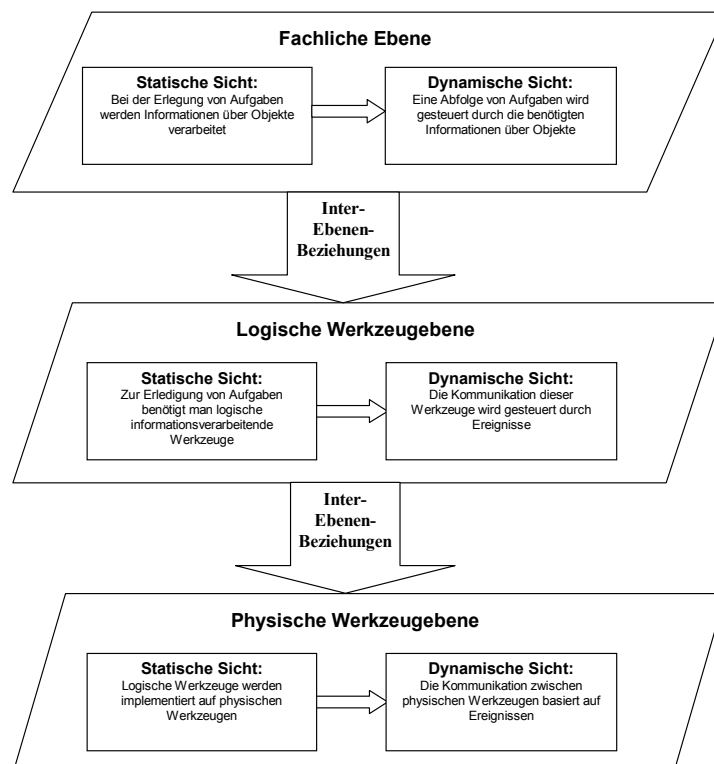 Fachliche Ebene
Statische Sicht:
Bei der Erlegung von Aufgaben
werden Informationen über Objekte
verarbeitet
Dynamische Sicht:
Eine Abfolge von Aufgaben wird
gesteuert durch die benötigten
Informationen über Objekte
Inter-
Ebenen-
Beziehungen
Logische Werkzeugebene
Statische Sicht:
Zur Erledigung von Aufgaben
benötigt man logische
informationsverarbeitende
Werkzeuge
Dynamische Sicht:
Die Kommunikation dieser
Werkzeuge wird gesteuert durch
Ereignisse
Inter-
Ebenen-
Beziehungen
Physische Werkzeugebene
Statische Sicht:
Logische Werkzeuge werden
implementiert auf physischen
Werkzeugen
Dynamische Sicht:
Die Kommunikation zwischen
physischen Werkzeugen basiert auf
Ereignissen